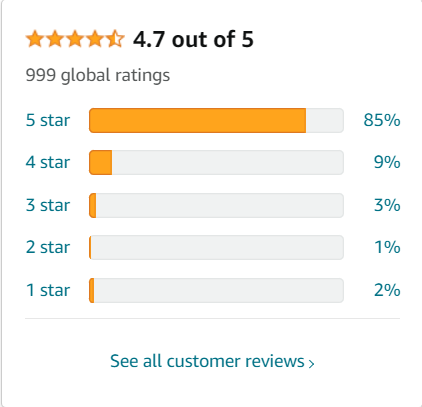 4.7 out of 5
999 global ratings
5 star 85%
4 star 9%
3 star 3%
2 star 1%
1 star 2%
See all customer reviews ›